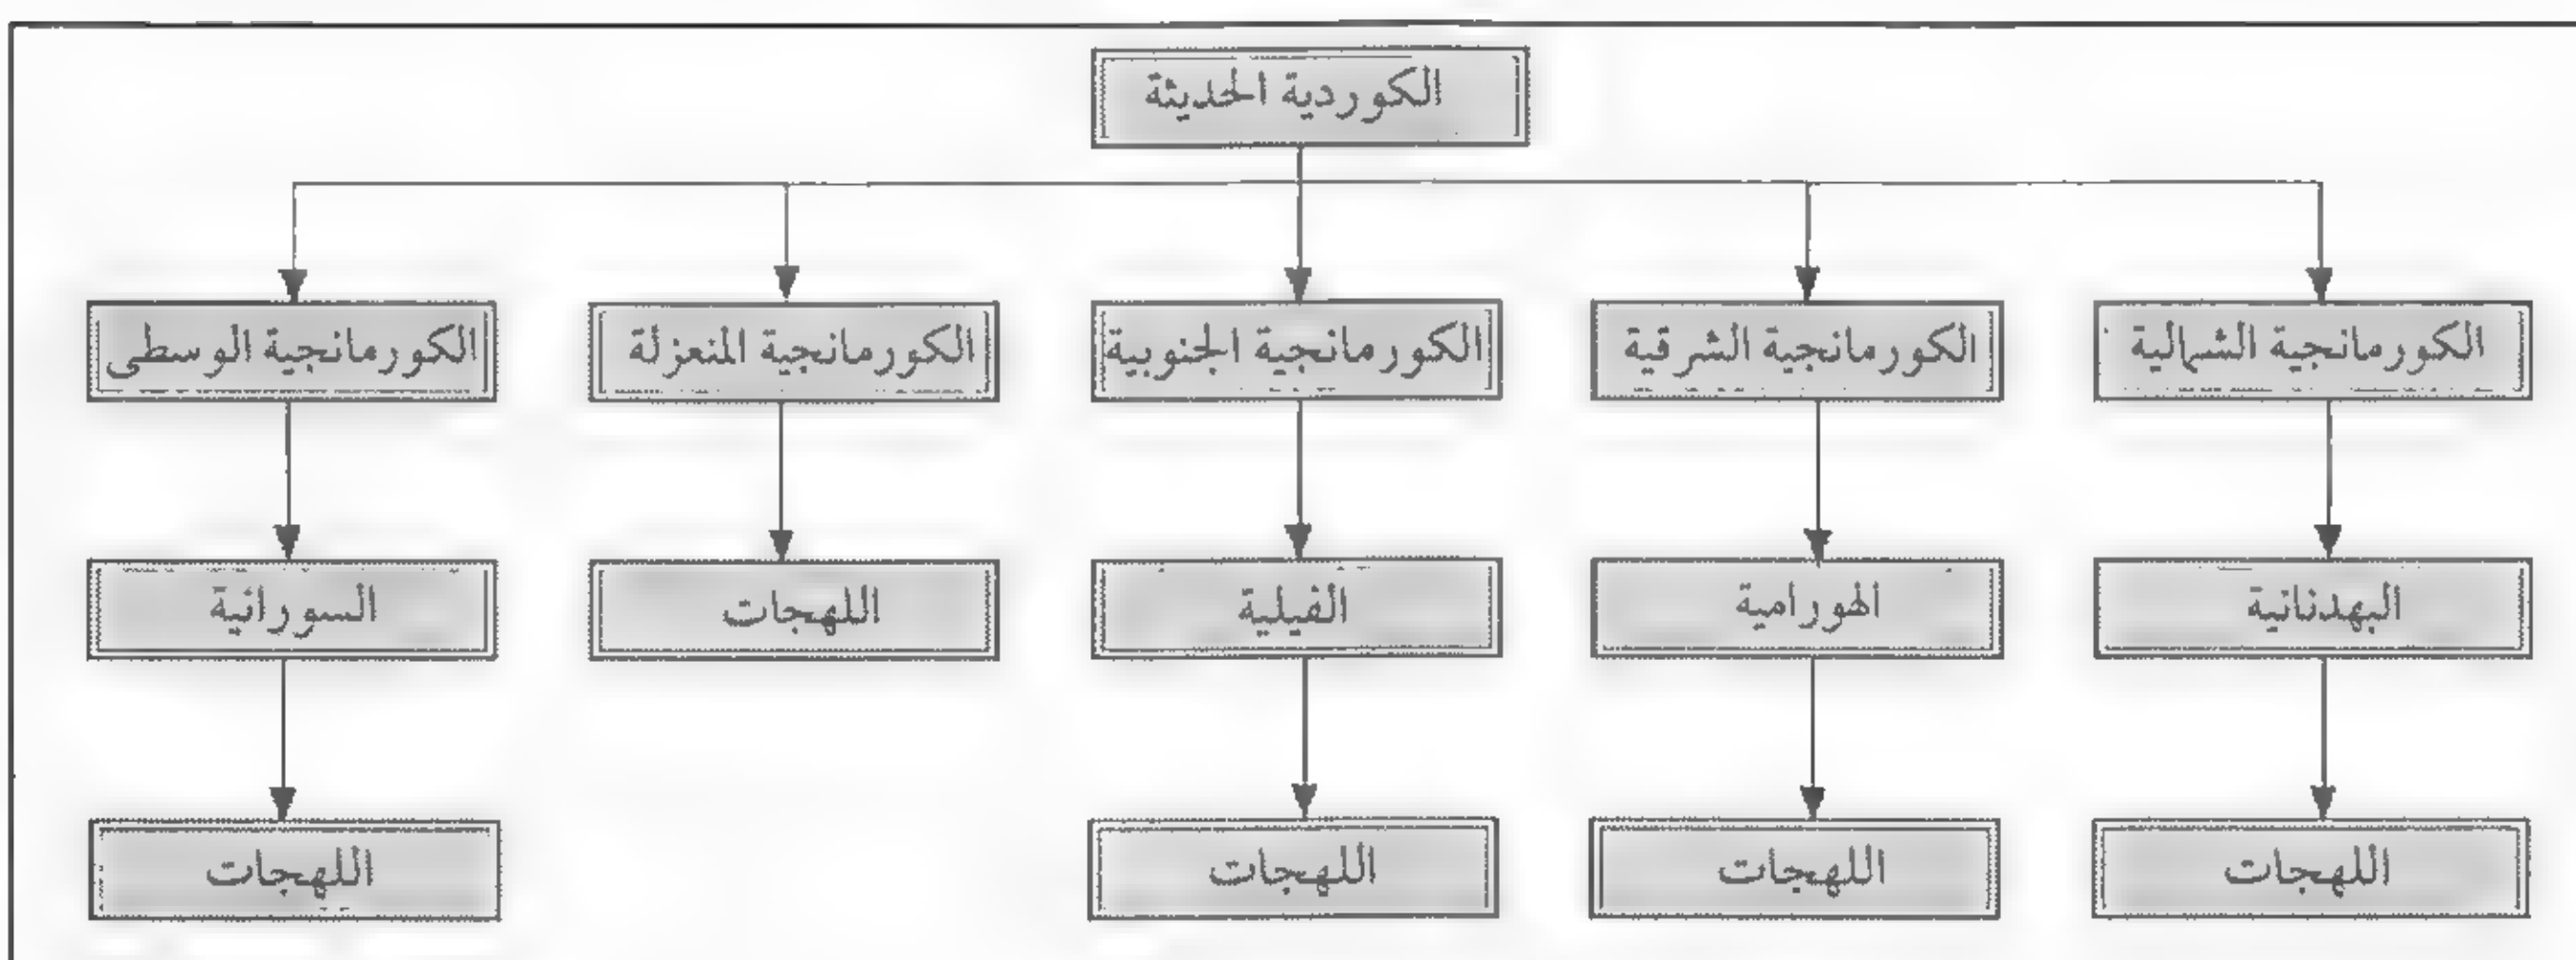 الكوردية الحديثة
الكورمانجية الشمالية
الكورمانجية الشرقية
الكورمانجية الجنوبية
الكورمانجية المنعزلة
الكورمانجية الوسطى
البهدنانية
الهورامية
الفيلية
اللهجات
السورانية
اللهجات
اللهجات
اللهجات
اللهجات